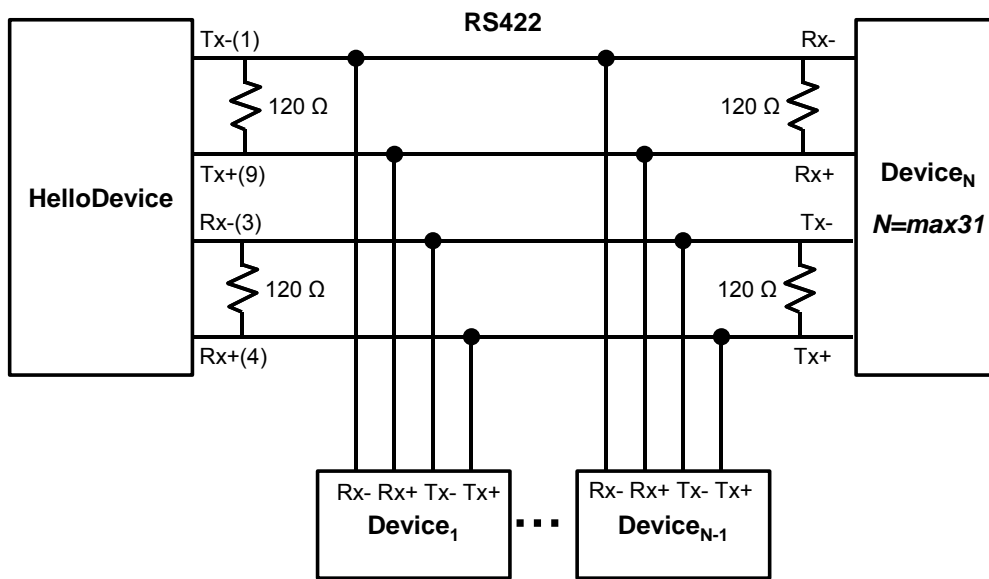 RS422
Tx-(1)
Rx-
120 Ω
120 Ω
Tx+(9)
Rx+
HelloDevice
DeviceN
N=max31
Rx-(3)
Tx-
120 Ω
120 Ω
Rx+(4)
Tx+
Rx- Rx+ Tx- Tx+
Device1
...
Rx- Rx+ Tx- Tx+
DeviceN-1